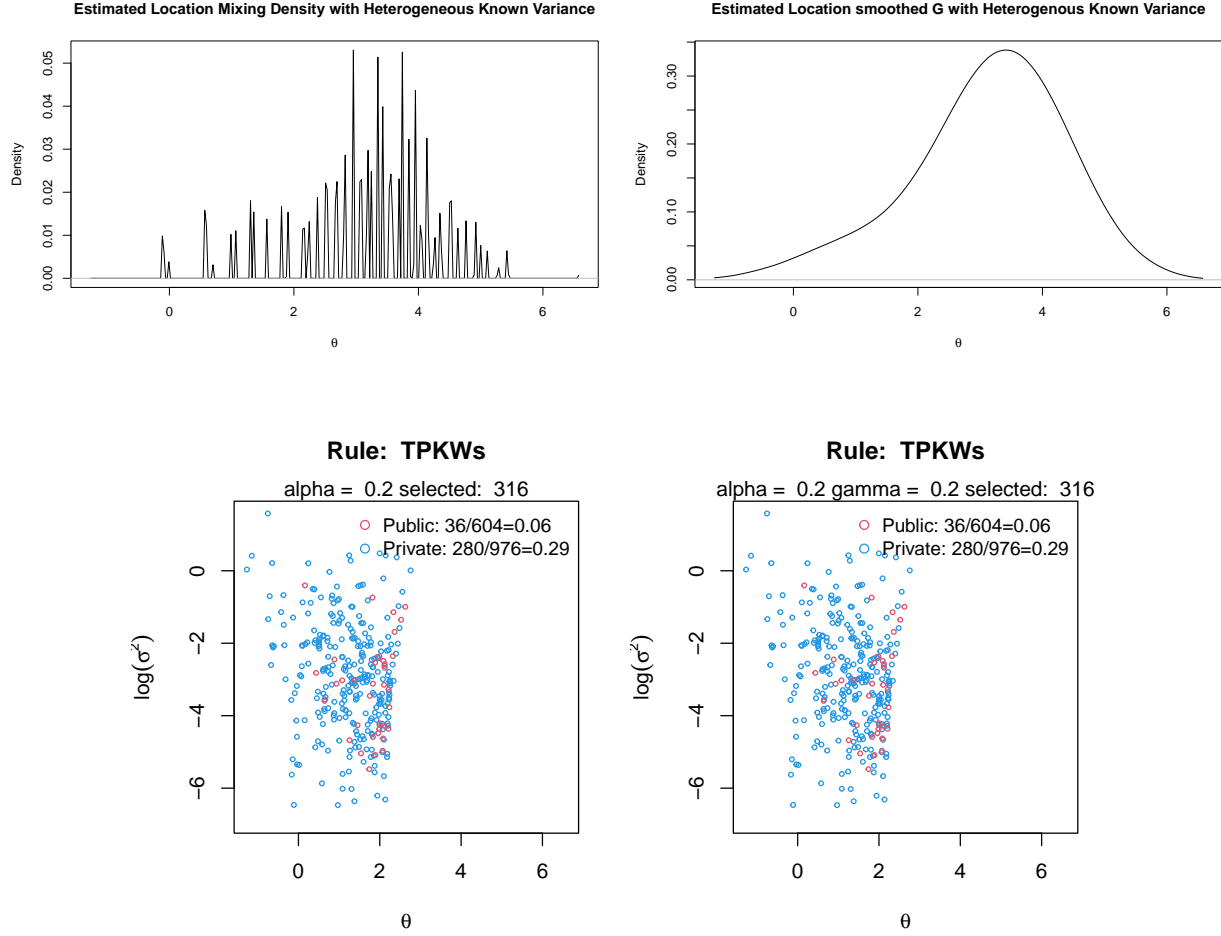 Estimated Location Mixing Density with Heterogeneous Known Variance
Density
0.00 0.01 0.02 0.03 0.04 0.05
0 2 4 6
θ
Estimated Location smoothed G with Heterogenous Known Variance
Density
0.00 0.10 0.20 0.30
0 2 4 6
θ
Rule: TPKWs
alpha = 0.2 selected: 316
Public: 36/604=0.06
Private: 280/976=0.29
log(σ²)
−6 −4 −2 0
0 2 4 6
θ
Rule: TPKWs
alpha = 0.2 gamma = 0.2 selected: 316
Public: 36/604=0.06
Private: 280/976=0.29
log(σ²)
−6 −4 −2 0
0 2 4 6
θ